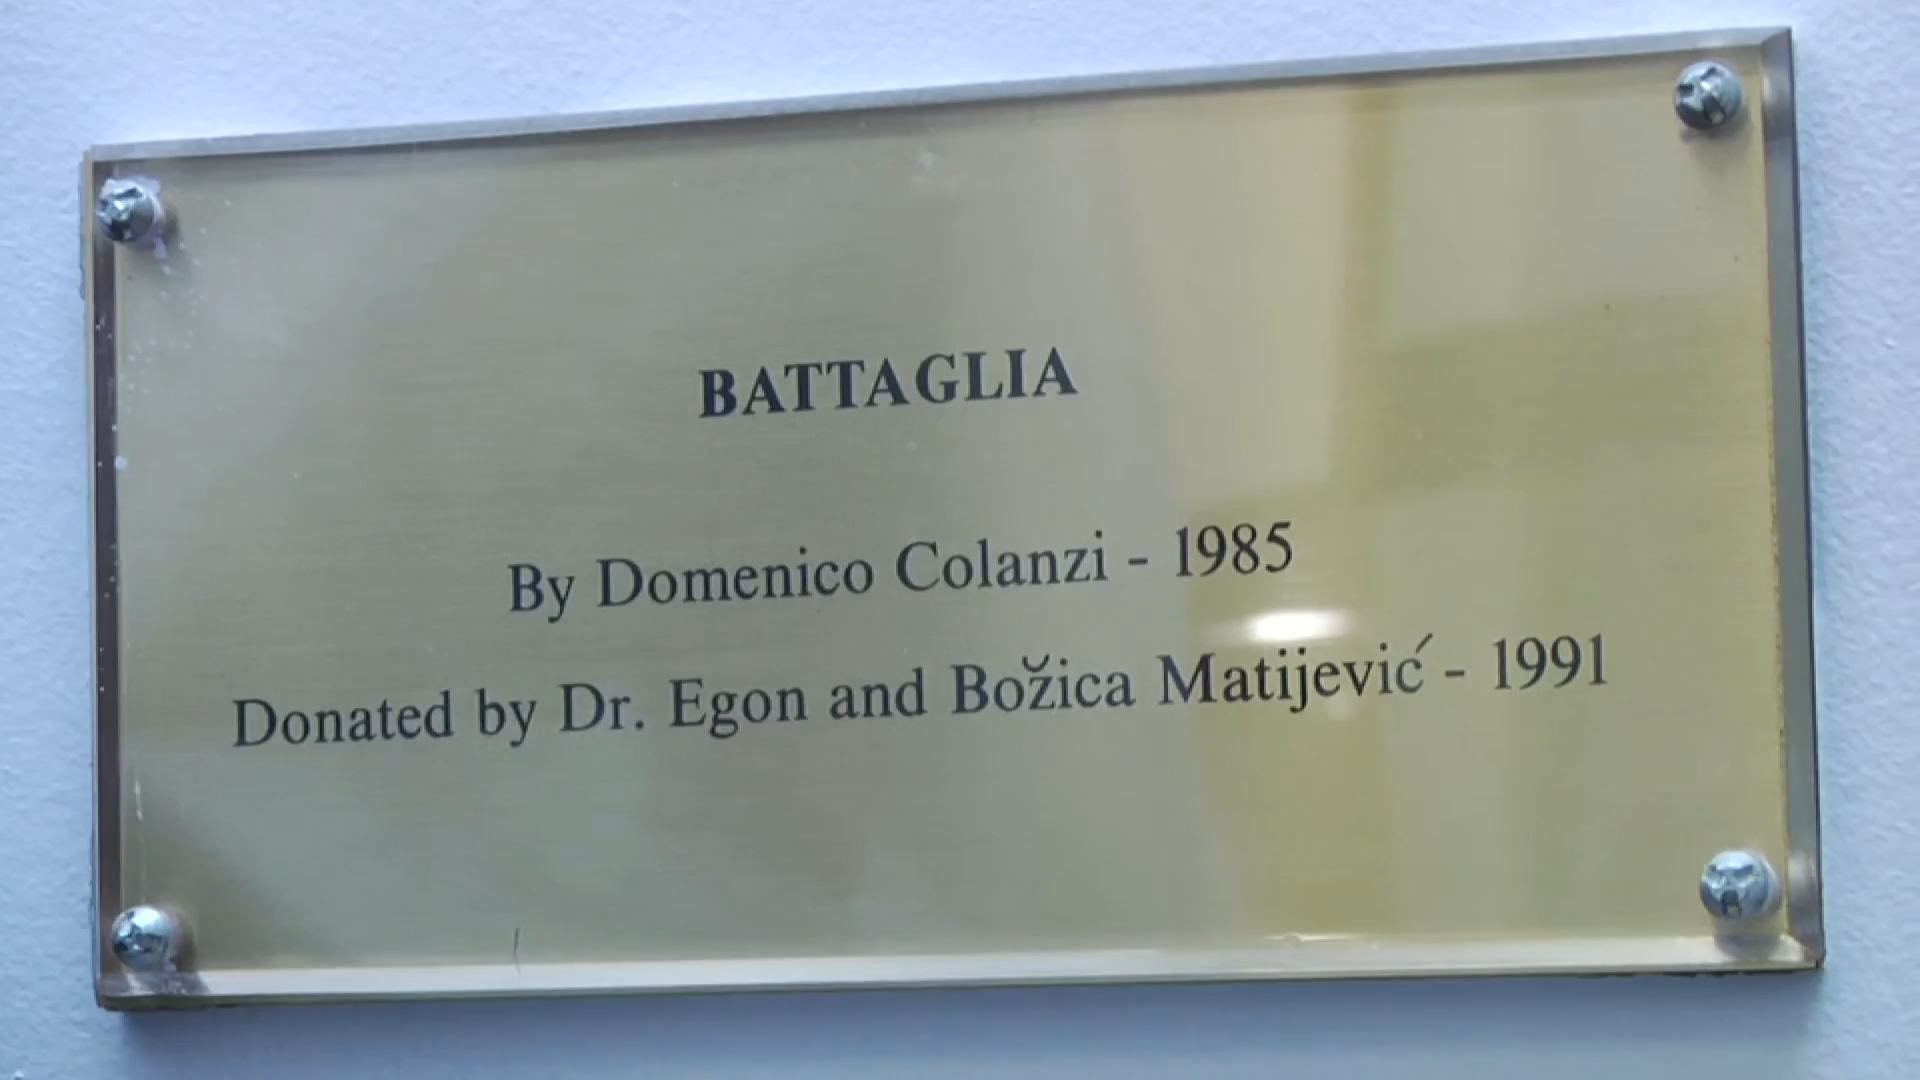 BATTAGLIA
By Domenico Colanzi - 1985
Donated by Dr. Egon and Božica Matijević - 1991